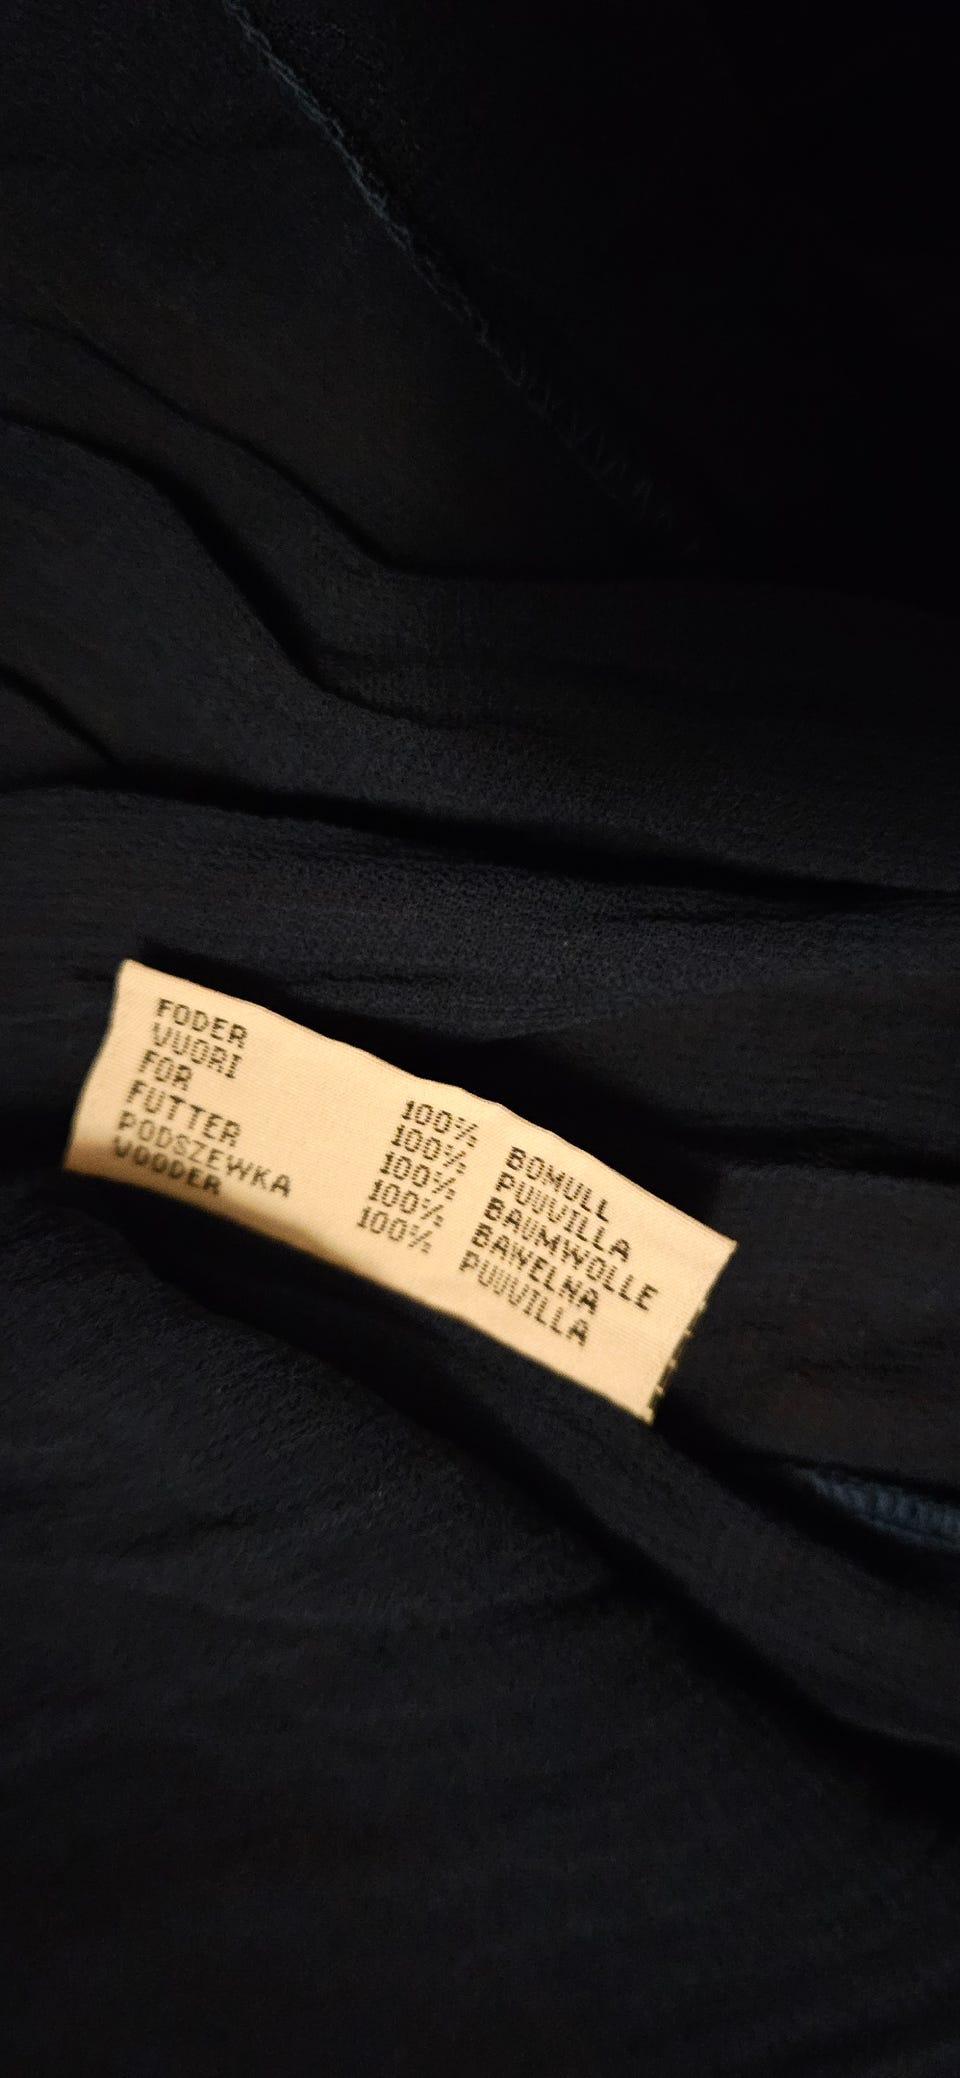 FODER 100% BOMULL
VUORI 100% PUUVILLA
FOR 100% BAUMWOLLE
FUTTER 100% BAWELNA
PODSZEWKA 100% PUUVILLA
VOODER